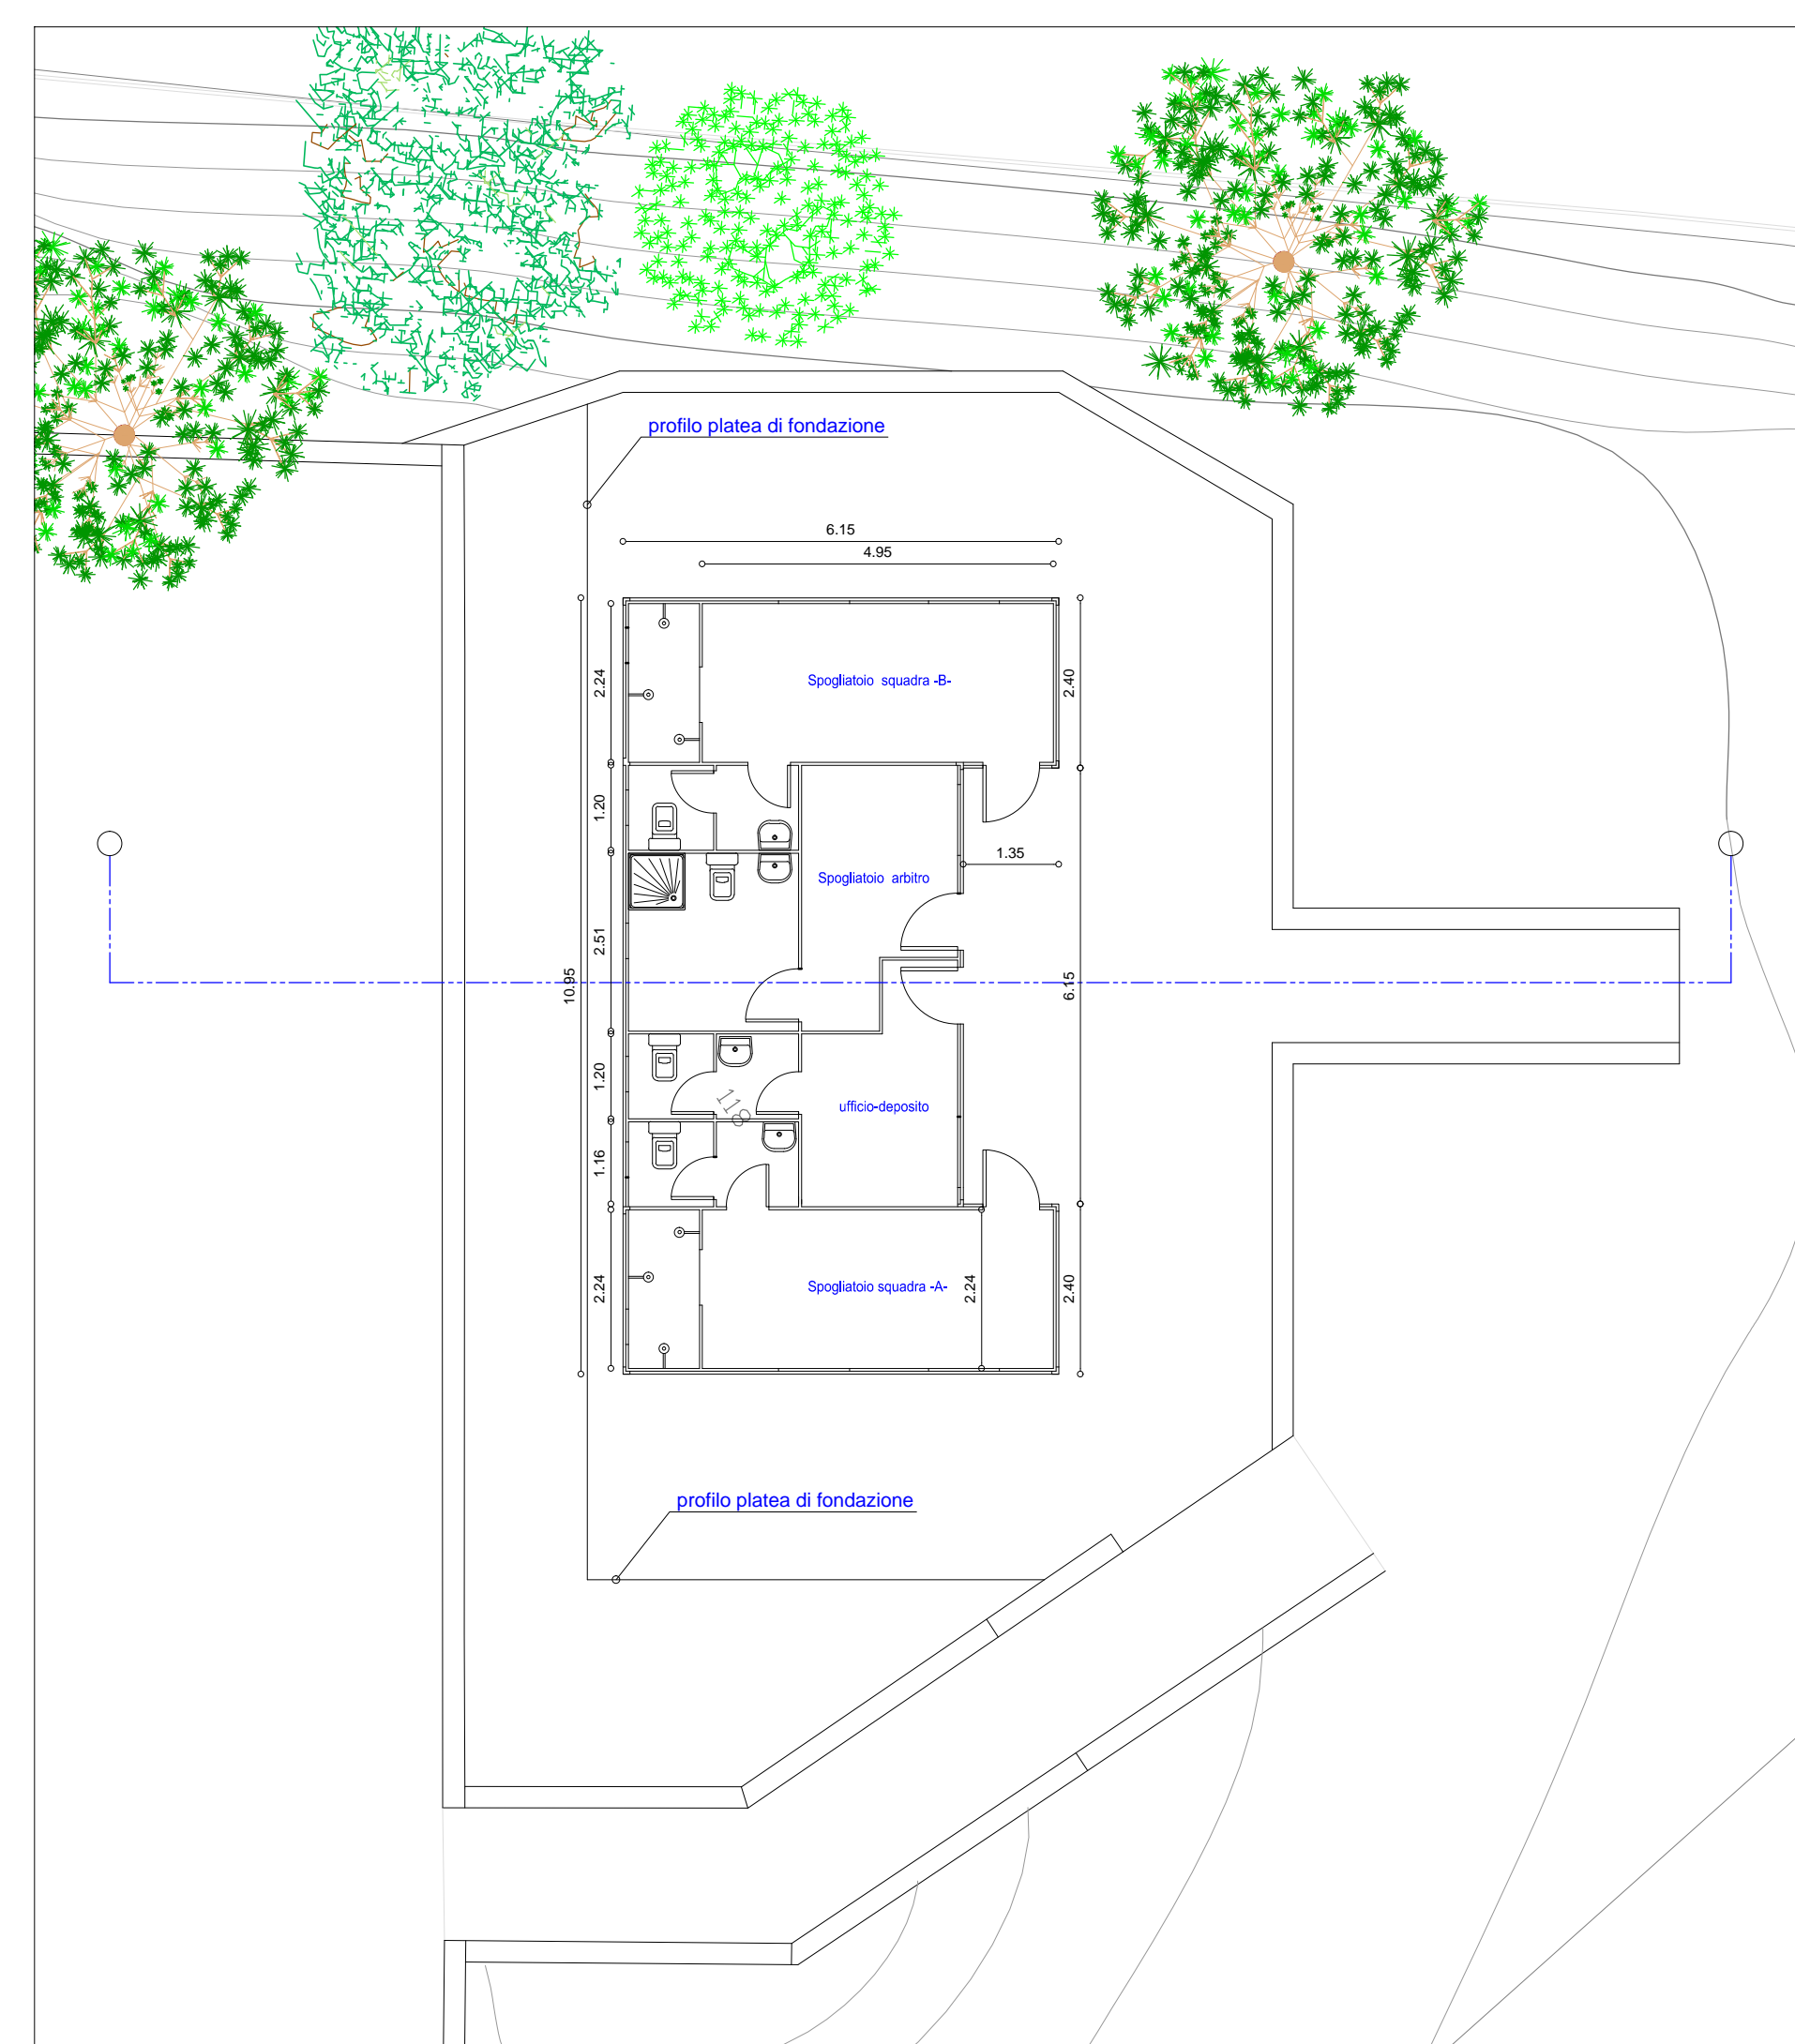 profilo platea di fondazione
6.15
4.95
2.24
Spogliatoio squadra -B-
2.40
1.20
1.35
Spogliatoio arbitro
2.51
10.95
6.15
1.20
118
ufficio-deposito
1.16
2.24
Spogliatoio squadra -A-
2.24
2.40
profilo platea di fondazione